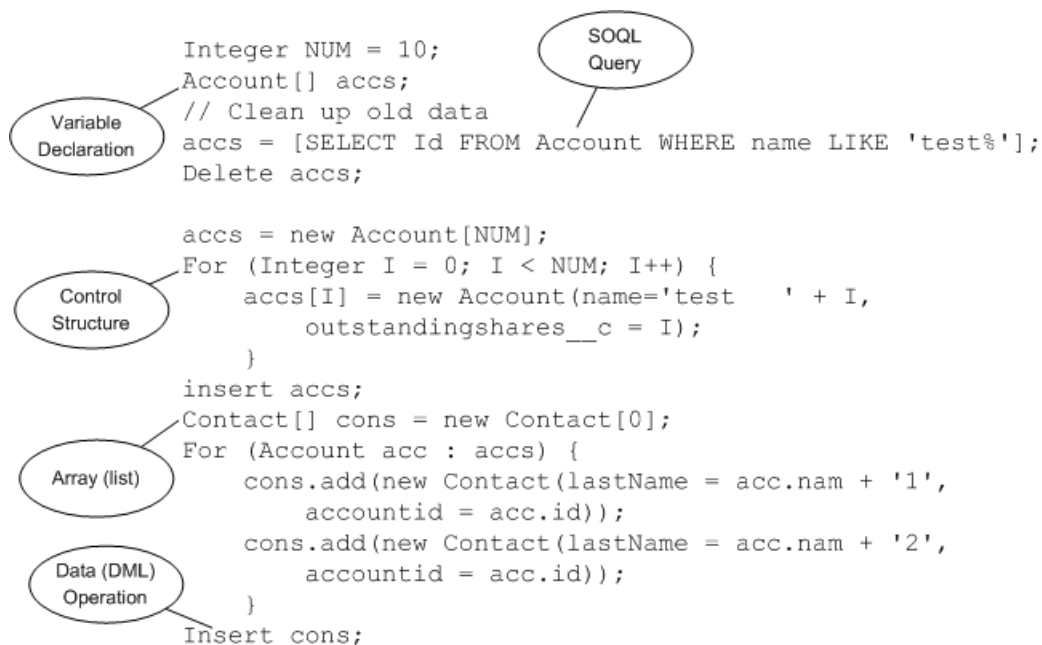 SOQL
Query
Integer NUM = 10;
Account[] accs;
// Clean up old data
Variable
Declaration
accs = [SELECT Id FROM Account WHERE name LIKE 'test%'];
Delete accs;
accs = new Account[NUM];
For (Integer I = 0; I < NUM; I++) {
Control
Structure
accs[I] = new Account(name='test   ' + I,
outstandingshares__c = I);
}
insert accs;
Contact[] cons = new Contact[0];
For (Account acc : accs) {
Array (list)
cons.add(new Contact(lastName = acc.nam + '1',
accountid = acc.id));
cons.add(new Contact(lastName = acc.nam + '2',
accountid = acc.id));
Data (DML)
Operation
}
Insert cons;